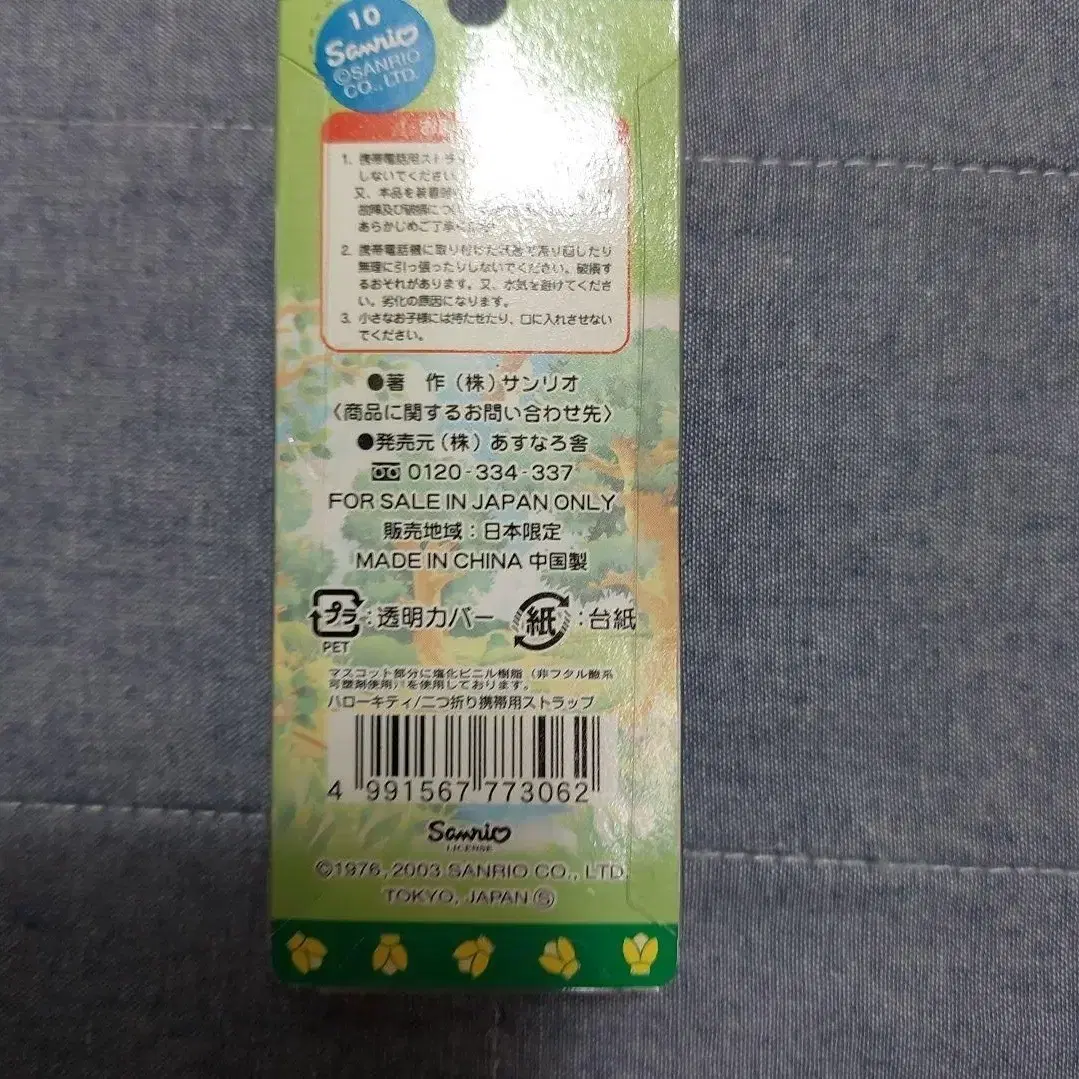 10
Sanrio
©SANRIO
CO., LTD.
1. 携帯電話用ストラ
しないでください。
又、本品を装着
故障及び破損につ
あらかじめご了承
2. 携帯電話機に取り付けた状態で振り回したり
無理に引っ張ったりしないでください。破損す
るおそれがあります。又、水気を避けてくださ
い。劣化の原因になります。
3. 小さなお子様には持たせたり、口に入れさせない
でください。
●著 作(株)サンリオ
〈商品に関するお問い合わせ先〉
●発売元(株)あすなろ舎
0120-334-337
FOR SALE IN JAPAN ONLY
販売地域:日本限定
MADE IN CHINA 中国製
プラ:透明カバー 紙:台紙
PET
マスコット部分に塩化ビニル樹脂(非フタル酸系
可塑剤使用)を使用しております。
ハローキティ/二つ折り携帯用ストラップ
4 991567 773062
Sanrio
LICENSE
©1976, 2003 SANRIO CO., LTD.
TOKYO, JAPAN Ⓢ